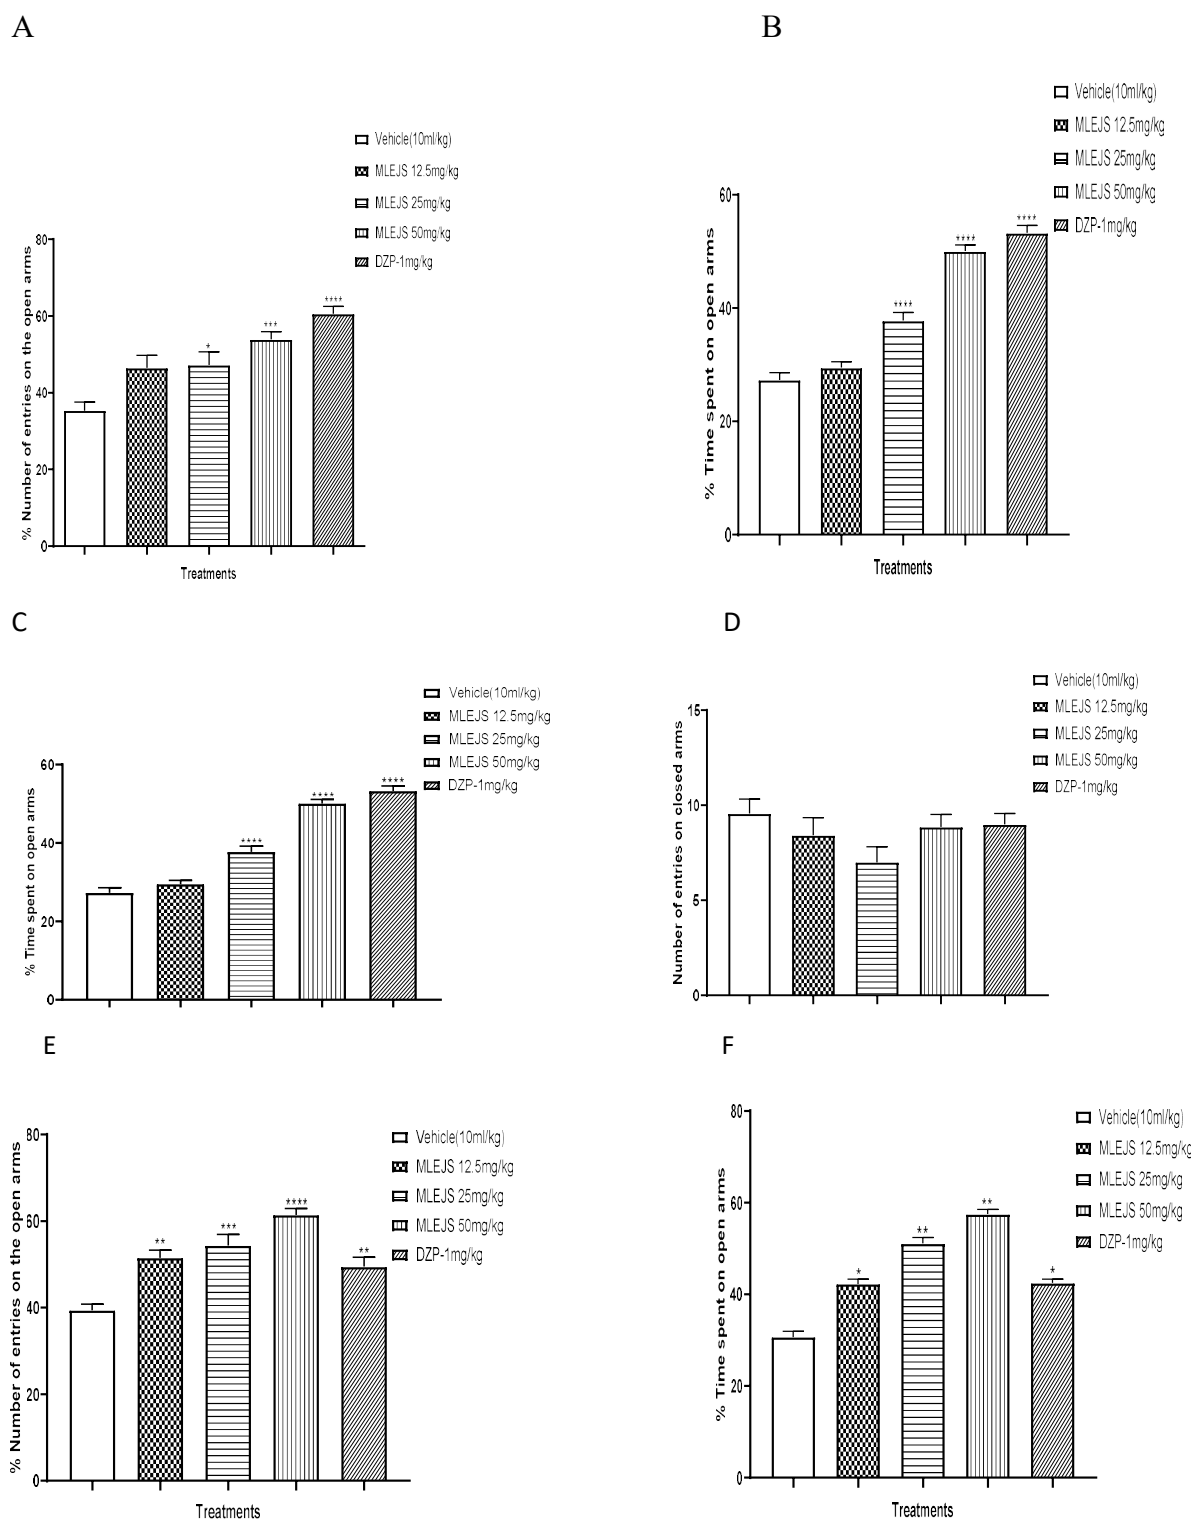 A
Vehicle(10ml/kg)
MLEJS 12.5mg/kg
MLEJS 25mg/kg
MLEJS 50mg/kg
DZP-1mg/kg
% Number of entries on the open arms
80
60
40
20
0
*
***
****
Treatments
B
Vehicle(10ml/kg)
MLEJS 12.5mg/kg
MLEJS 25mg/kg
MLEJS 50mg/kg
DZP-1mg/kg
% Time spent on open arms
60
40
20
0
****
****
****
Treatments
C
Vehicle(10ml/kg)
MLEJS 12.5mg/kg
MLEJS 25mg/kg
MLEJS 50mg/kg
DZP-1mg/kg
% Time spent on open arms
60
40
20
0
****
****
****
D
Vehicle(10ml/kg)
MLEJS 12.5mg/kg
MLEJS 25mg/kg
MLEJS 50mg/kg
DZP-1mg/kg
Number of entries on closed arms
15
10
5
0
E
Vehicle(10ml/kg)
MLEJS 12.5mg/kg
MLEJS 25mg/kg
MLEJS 50mg/kg
DZP-1mg/kg
% Number of entries on the open arms
80
60
40
20
0
**
***
****
**
Treatments
F
Vehicle(10ml/kg)
MLEJS 12.5mg/kg
MLEJS 25mg/kg
MLEJS 50mg/kg
DZP-1mg/kg
% Time spent on open arms
80
60
40
20
0
*
**
**
*
Treatments